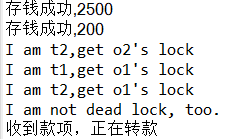 存钱成功,2500
存钱成功,200
I am t2,get o2's lock
I am t1,get o1's lock
I am t2,get o1's lock
I am not dead lock, too.
收到款项，正在转款